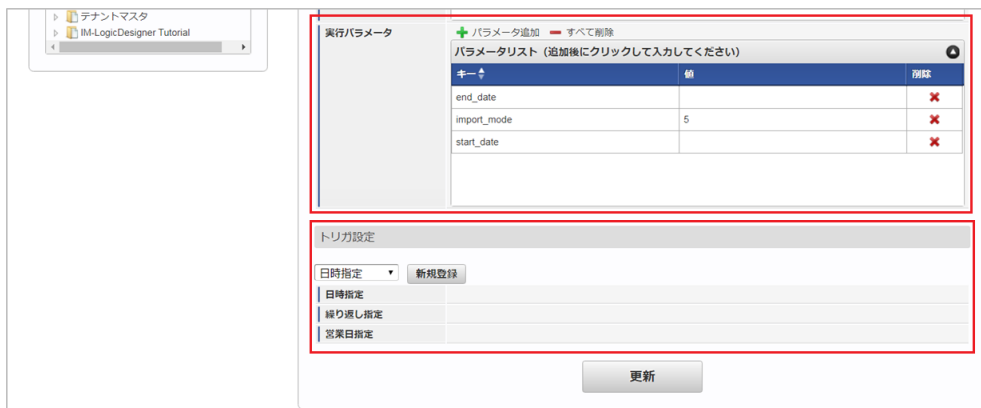 テナントマスタ
IM-LogicDesigner Tutorial
実行パラメータ
パラメータ追加 すべて削除
パラメータリスト（追加後にクリックして入力してください）
キー 値 削除
end_date
import_mode 5
start_date
トリガ設定
日時指定 新規登録
日時指定
繰り返し指定
営業日指定
更新